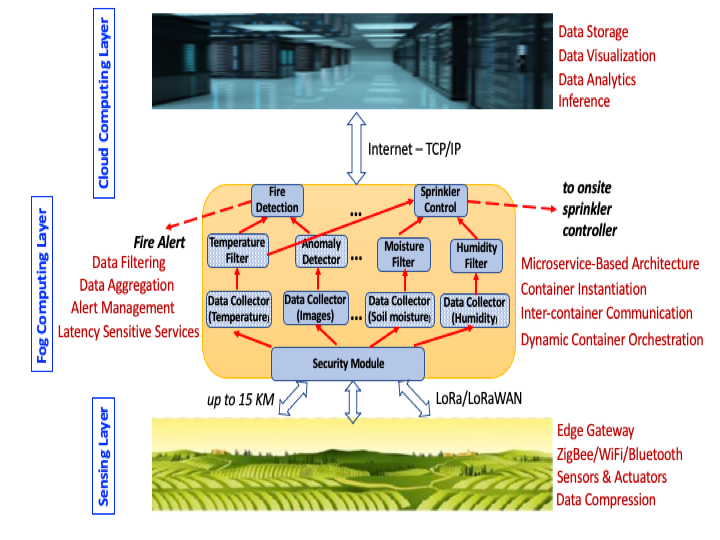 Cloud Computing Layer
Data Storage
Data Visualization
Data Analytics
Inference
Internet – TCP/IP
Fog Computing Layer
Fire
Detection
...
Sprinkler
Control
to onsite
sprinkler
controller
Fire Alert
Data Filtering
Data Aggregation
Alert Management
Latency Sensitive Services
Temperature
Filter
Anomaly
Detector
...
Moisture
Filter
Humidity
Filter
Data Collector
(Temperature)
Data Collector
(Images)
...
Data Collector
(Soil moisture)
Data Collector
(Humidity)
Microservice-Based Architecture
Container Instantiation
Inter-container Communication
Dynamic Container Orchestration
Security Module
up to 15 KM
LoRa/LoRaWAN
Sensing Layer
Edge Gateway
ZigBee/WiFi/Bluetooth
Sensors & Actuators
Data Compression